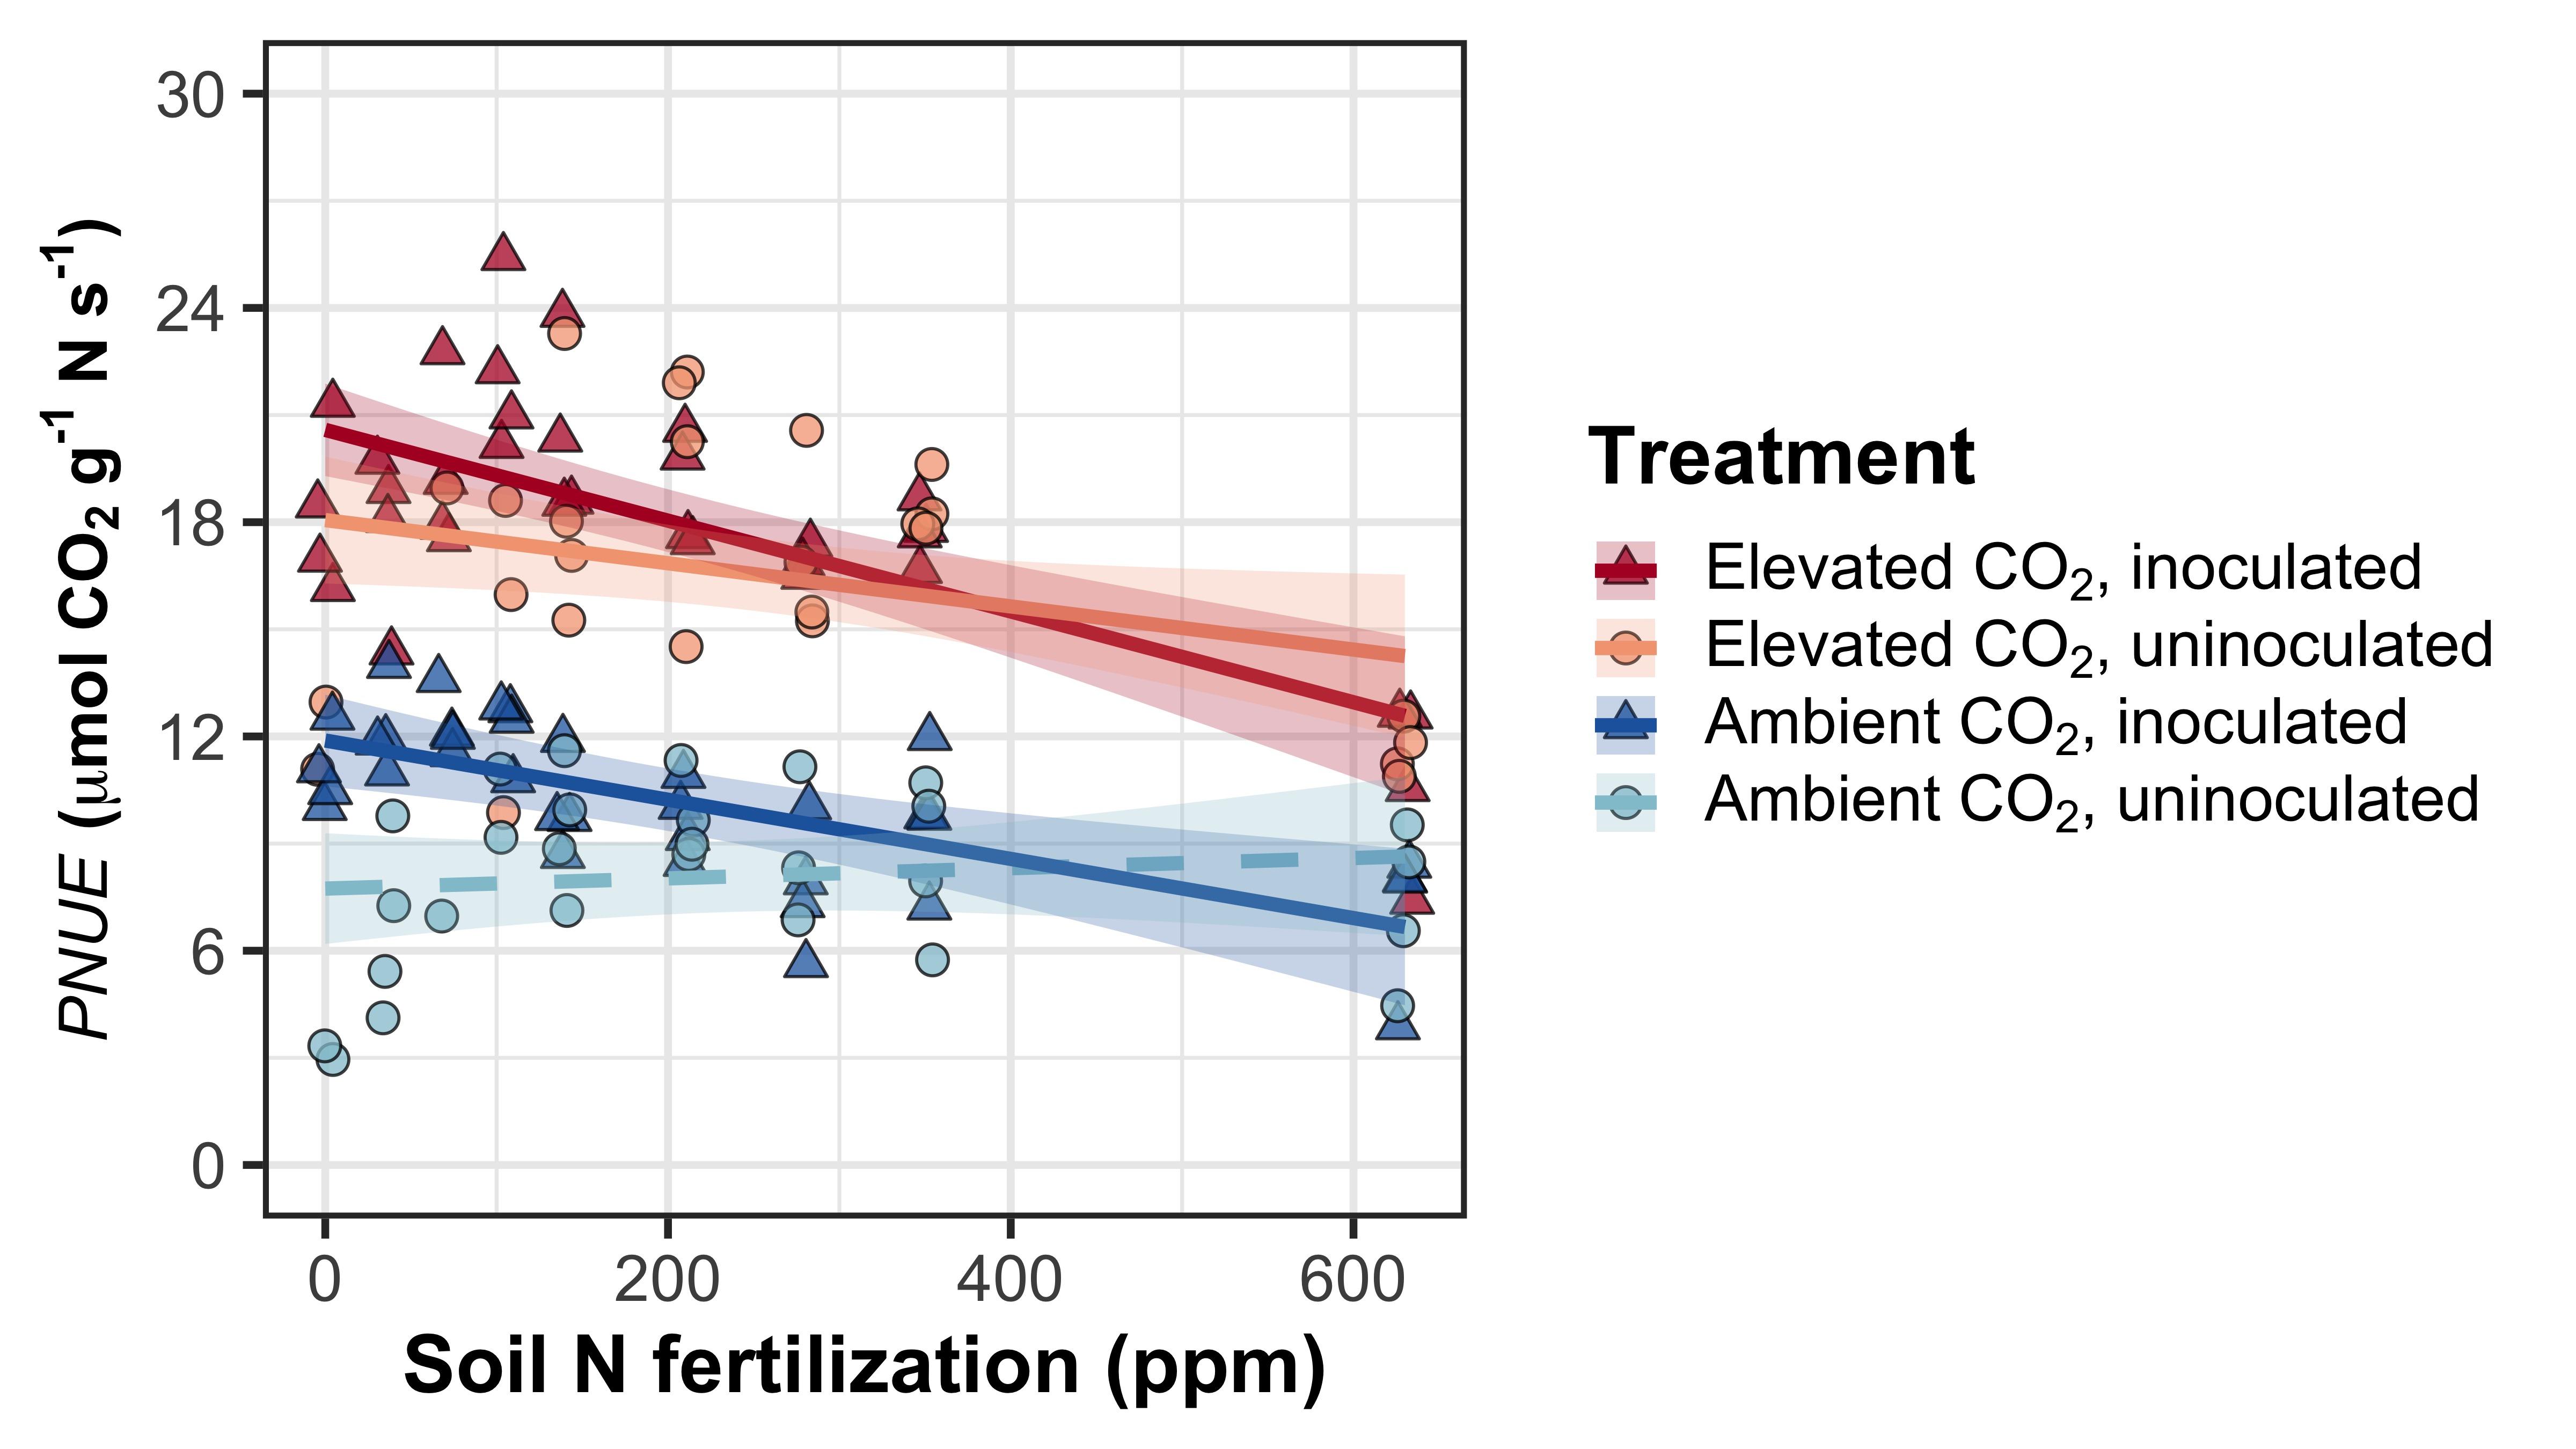 30
24
18
12
6
0
PNUE (μmol CO₂ g⁻¹ N s⁻¹)
0 200 400 600
Soil N fertilization (ppm)
Treatment
Elevated CO₂, inoculated
Elevated CO₂, uninoculated
Ambient CO₂, inoculated
Ambient CO₂, uninoculated